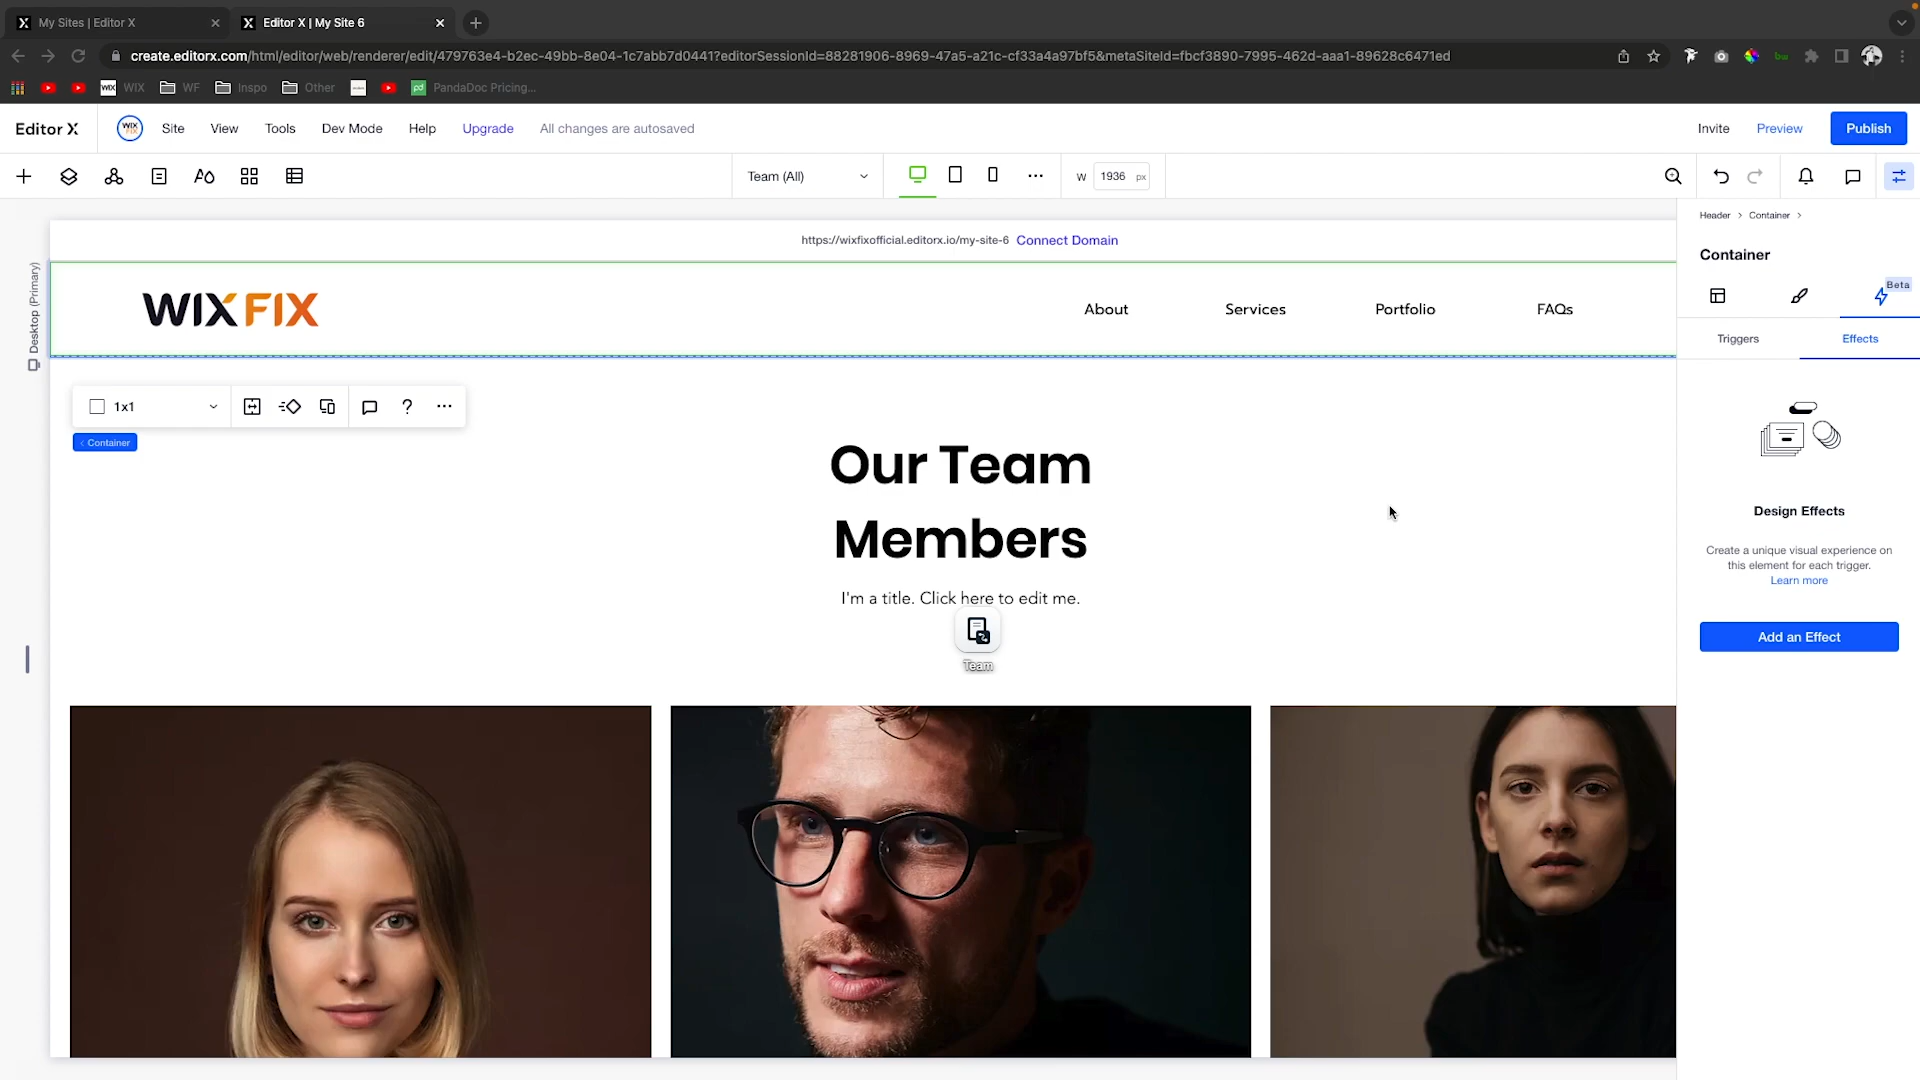 My Sites | Editor X
Editor X | My Site 6
create.editorx.com/html/editor/web/renderer/edit/479763e4-b2ec-49bb-8e04-1c7abb7d0441?editorSessionId=88281906-8969-47a5-a21c-cf33a4a97bf5&metaSiteId=fbcf3890-7995-462d-aaa1-89628c6471ed
WIX
WF
Inspo
Other
PandaDoc Pricing...
Editor X
WIX FIX
Site
View
Tools
Dev Mode
Help
Upgrade
All changes are autosaved
Invite
Preview
Publish
Team (All)
W 1936 px
Desktop (Primary)
https://wixfixofficial.editorx.io/my-site-6 Connect Domain
WIX FIX
About
Services
Portfolio
FAQs
1x1
Container
Our Team
Members
I'm a title. Click here to edit me.
Team
Header > Container >
Container
Beta
Triggers
Effects
Design Effects
Create a unique visual experience on
this element for each trigger.
Learn more
Add an Effect